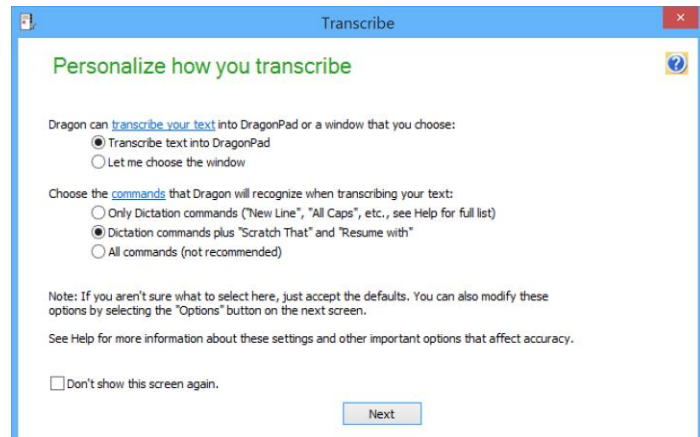 Transcribe
Personalize how you transcribe
Dragon can transcribe your text into DragonPad or a window that you choose:
Transcribe text into DragonPad
Let me choose the window
Choose the commands that Dragon will recognize when transcribing your text:
Only Dictation commands ("New Line", "All Caps", etc., see Help for full list)
Dictation commands plus "Scratch That" and "Resume with"
All commands (not recommended)
Note: If you aren't sure what to select here, just accept the defaults. You can also modify these
options by selecting the "Options" button on the next screen.
See Help for more information about these settings and other important options that affect accuracy.
Don't show this screen again.
Next